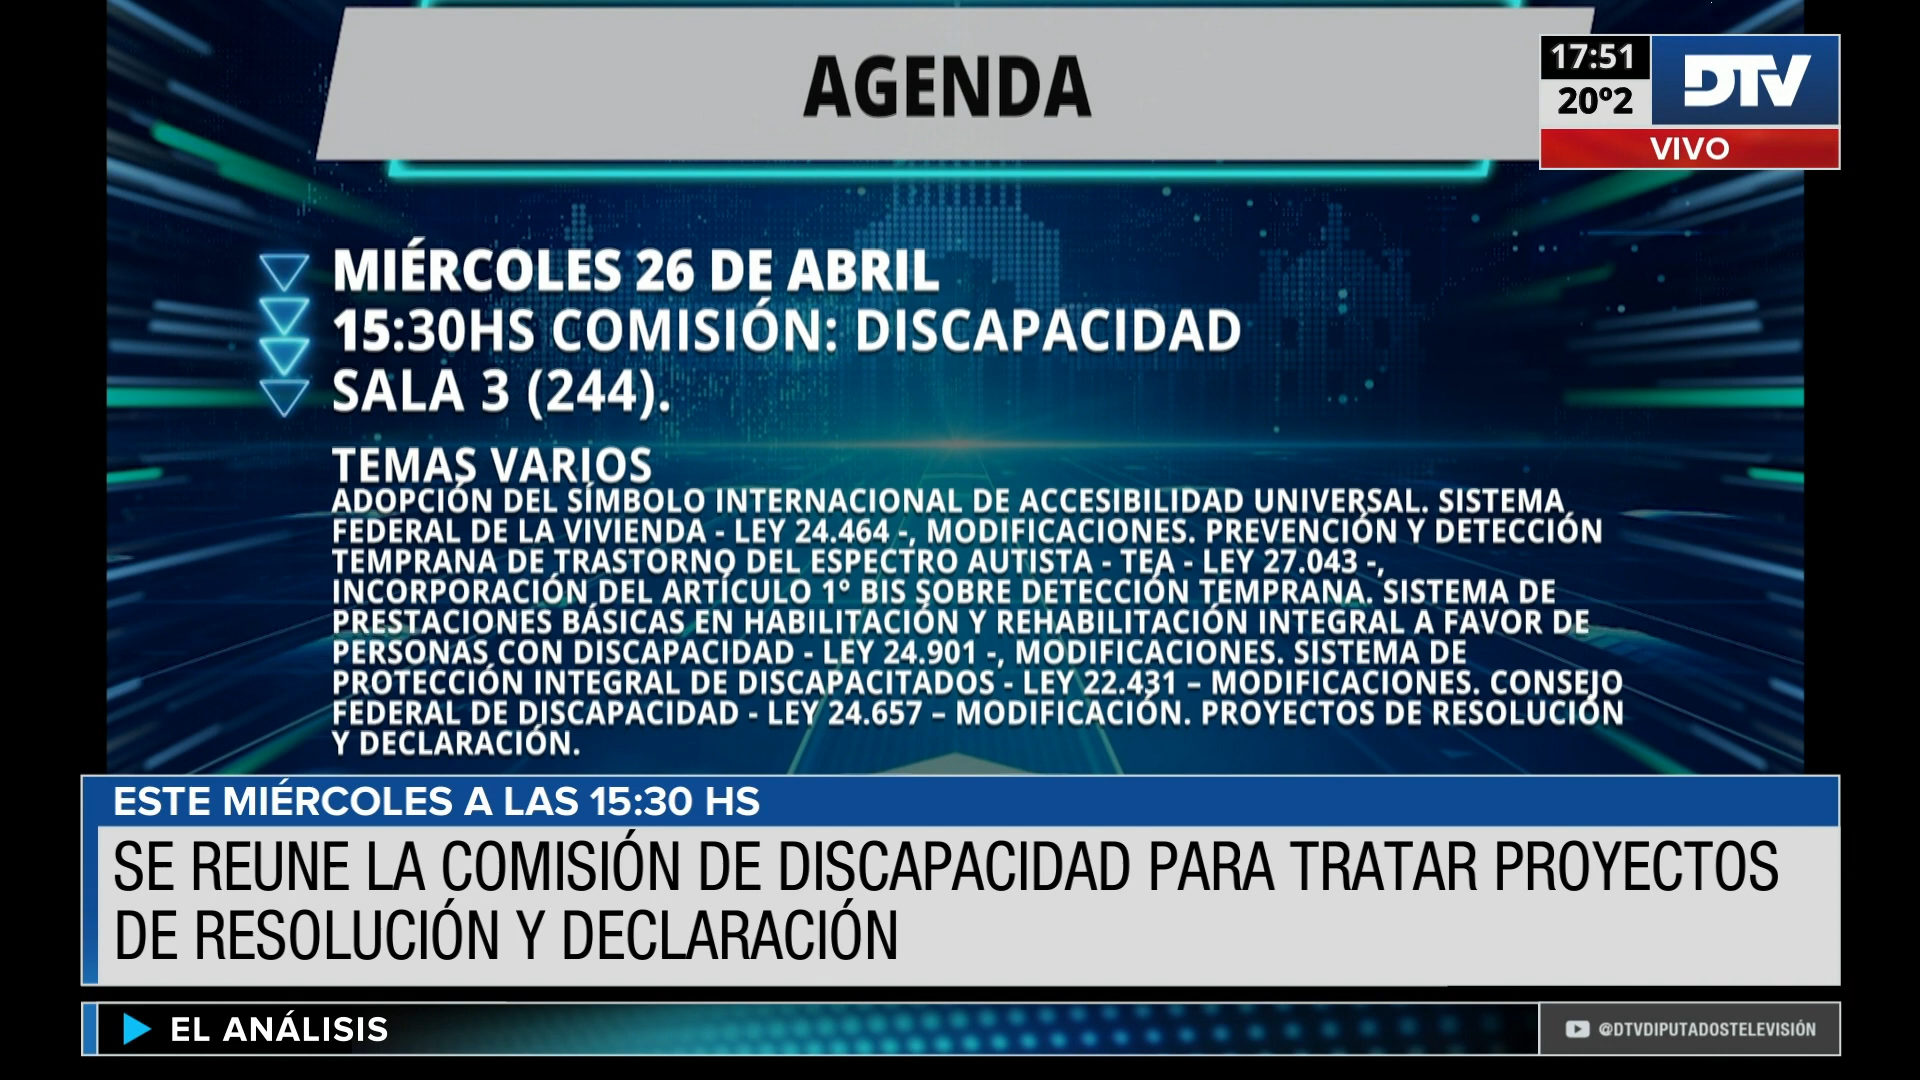 AGENDA
17:51
20º2
DTV
VIVO
MIÉRCOLES 26 DE ABRIL
15:30HS COMISIÓN: DISCAPACIDAD
SALA 3 (244).
TEMAS VARIOS
ADOPCIÓN DEL SÍMBOLO INTERNACIONAL DE ACCESIBILIDAD UNIVERSAL. SISTEMA
FEDERAL DE LA VIVIENDA - LEY 24.464 -, MODIFICACIONES. PREVENCIÓN Y DETECCIÓN
TEMPRANA DE TRASTORNO DEL ESPECTRO AUTISTA - TEA - LEY 27.043 -,
INCORPORACIÓN DEL ARTÍCULO 1° BIS SOBRE DETECCIÓN TEMPRANA. SISTEMA DE
PRESTACIONES BÁSICAS EN HABILITACIÓN Y REHABILITACIÓN INTEGRAL A FAVOR DE
PERSONAS CON DISCAPACIDAD - LEY 24.901 -, MODIFICACIONES. SISTEMA DE
PROTECCIÓN INTEGRAL DE DISCAPACITADOS - LEY 22.431 – MODIFICACIONES. CONSEJO
FEDERAL DE DISCAPACIDAD - LEY 24.657 – MODIFICACIÓN. PROYECTOS DE RESOLUCIÓN
Y DECLARACIÓN.
ESTE MIÉRCOLES A LAS 15:30 HS
SE REUNE LA COMISIÓN DE DISCAPACIDAD PARA TRATAR PROYECTOS
DE RESOLUCIÓN Y DECLARACIÓN
EL ANÁLISIS
@DTVDIPUTADOSTELEVISIÓN